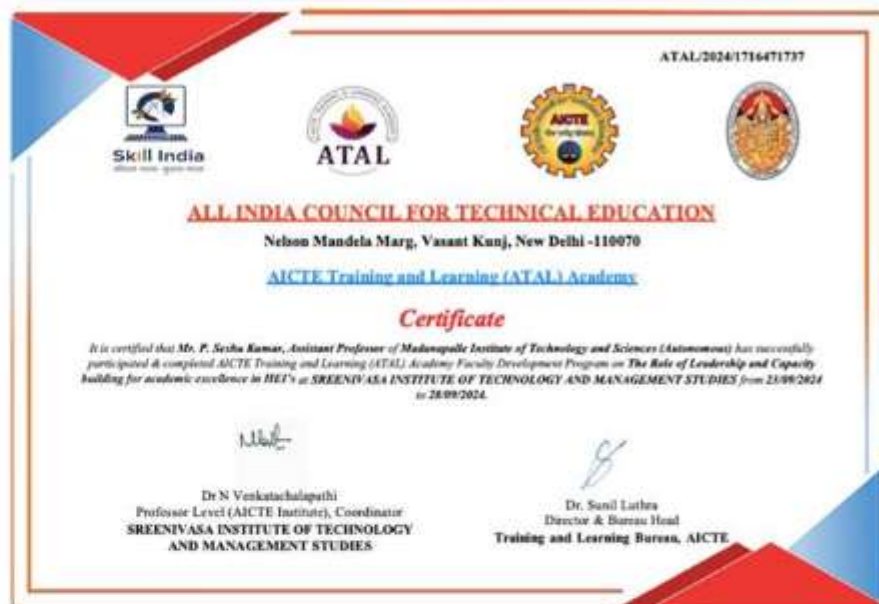 ATAL/2024/1716471737
Skill India
ATAL
AICTE
ALL INDIA COUNCIL FOR TECHNICAL EDUCATION
Nelson Mandela Marg, Vasant Kunj, New Delhi -110070
AICTE Training and Learning (ATAL) Academy
Certificate
It is certified that Mr. P. Seshu Kumar, Assistant Professor of Madanapalle Institute of Technology and Sciences (Autonomous) has successfully
participated & completed AICTE Training and Learning (ATAL) Academy Faculty Development Program on The Role of Leadership and Capacity
building for academic excellence in HEI's at SREENIVASA INSTITUTE OF TECHNOLOGY AND MANAGEMENT STUDIES from 23/09/2024
to 28/09/2024.
Dr N Venkatachalapathi
Professor Level (AICTE Institute), Coordinator
SREENIVASA INSTITUTE OF TECHNOLOGY
AND MANAGEMENT STUDIES
Dr. Sunil Luthra
Director & Bureau Head
Training and Learning Bureau, AICTE